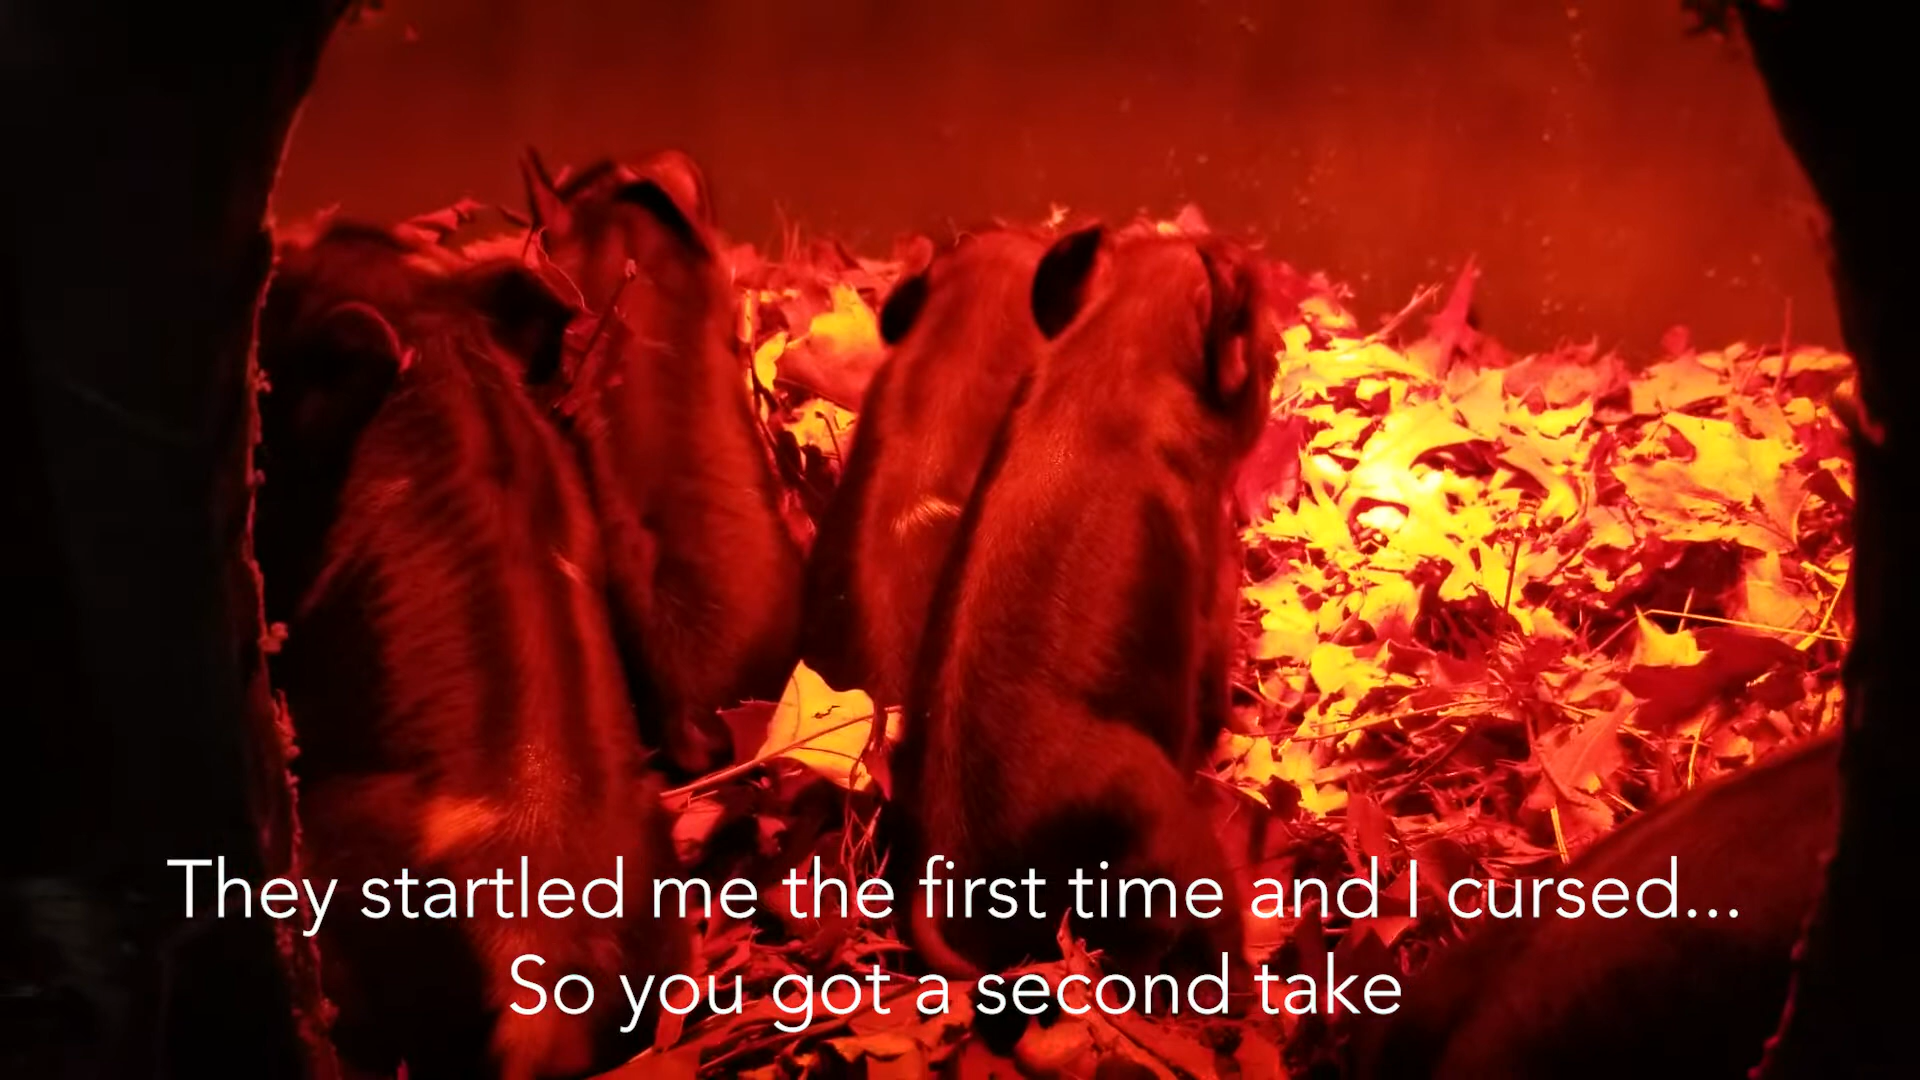 They startled me the first time and I cursed...
So you got a second take